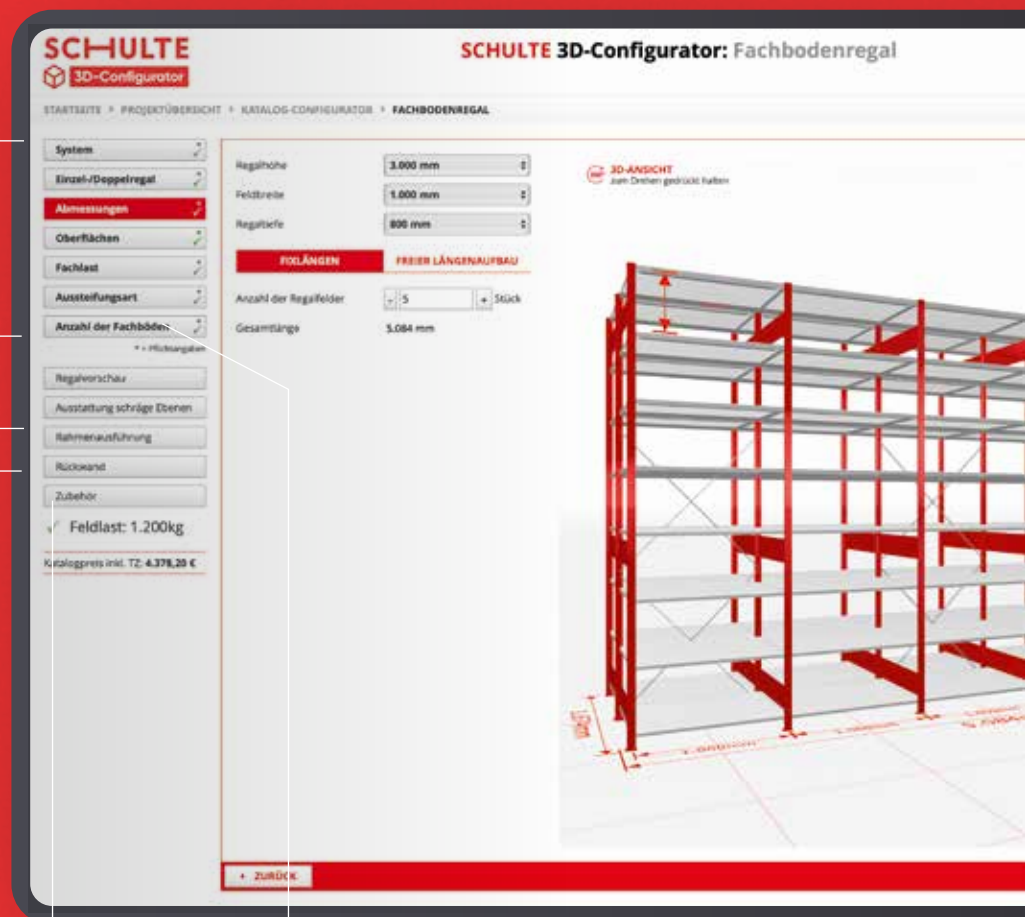 SCHULTE
3D-Configurator
SCHULTE 3D-Configurator: Fachbodenregal
STARTSEITE PROJEKTÜBERSICHT KATALOG-CONFIGURATOR FACHBODENREGAL
System
Einzel-/Doppelregal
Abmessungen
Oberflächen
Fachlast
Aussteifungsart
Anzahl der Fachböden
* = Pflichtangaben
Regalvorschau
Ausstattung schräge Ebenen
Rahmenausführung
Rückwand
Zubehör
Feldlast: 1.200kg
Katalogpreis inkl. TZ: 4.378,20 €
Regalhöhe 3.000 mm
Feldbreite 1.000 mm
Regaltiefe 800 mm
FIXLÄNGEN FREIER LÄNGENAUFBAU
Anzahl der Regalfelder - 5 + Stück
Gesamtlänge 5.084 mm
3D-ANSICHT
zum Drehen gedrückt halten
ZURÜCK